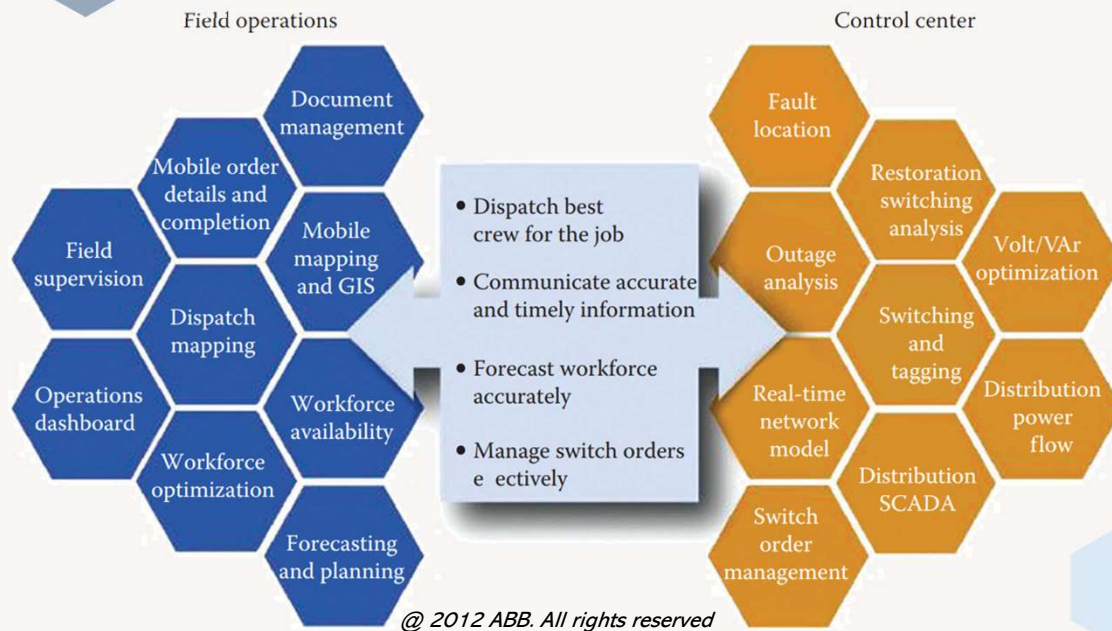 Field operations
Control center
Document
management
Mobile order
details and
completion
Mobile
mapping
and GIS
Field
supervision
Dispatch
mapping
Operations
dashboard
Workforce
availability
Workforce
optimization
Forecasting
and planning
• Dispatch best
crew for the job
• Communicate accurate
and timely information
• Forecast workforce
accurately
• Manage switch orders
e ectively
Fault
location
Restoration
switching
analysis
Outage
analysis
Volt/VAr
optimization
Switching
and
tagging
Real-time
network
model
Distribution
power
flow
Distribution
SCADA
Switch
order
management
@ 2012 ABB. All rights reserved